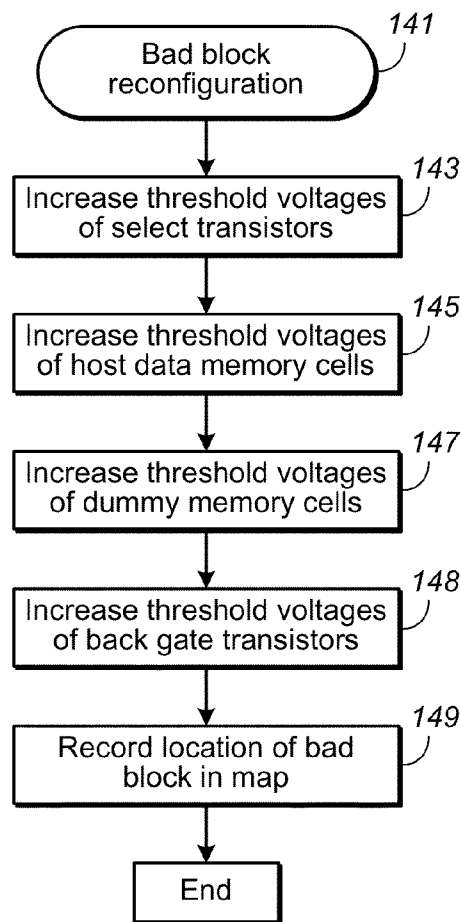 141
Bad block
reconfiguration
143
Increase threshold voltages
of select transistors
145
Increase threshold voltages
of host data memory cells
147
Increase threshold voltages
of dummy memory cells
148
Increase threshold voltages
of back gate transistors
149
Record location of bad
block in map
End